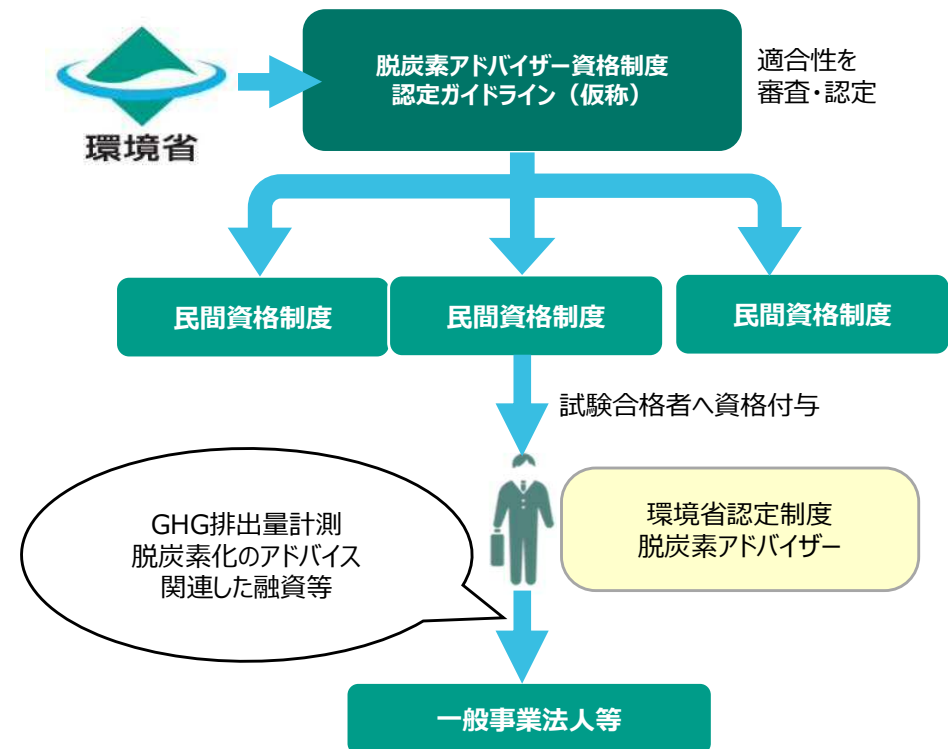 環境省
脱炭素アドバイザー資格制度
認定ガイドライン（仮称）
適合性を
審査・認定
民間資格制度
民間資格制度
民間資格制度
試験合格者へ資格付与
GHG排出量計測
脱炭素化のアドバイス
関連した融資等
環境省認定制度
脱炭素アドバイザー
一般事業法人等